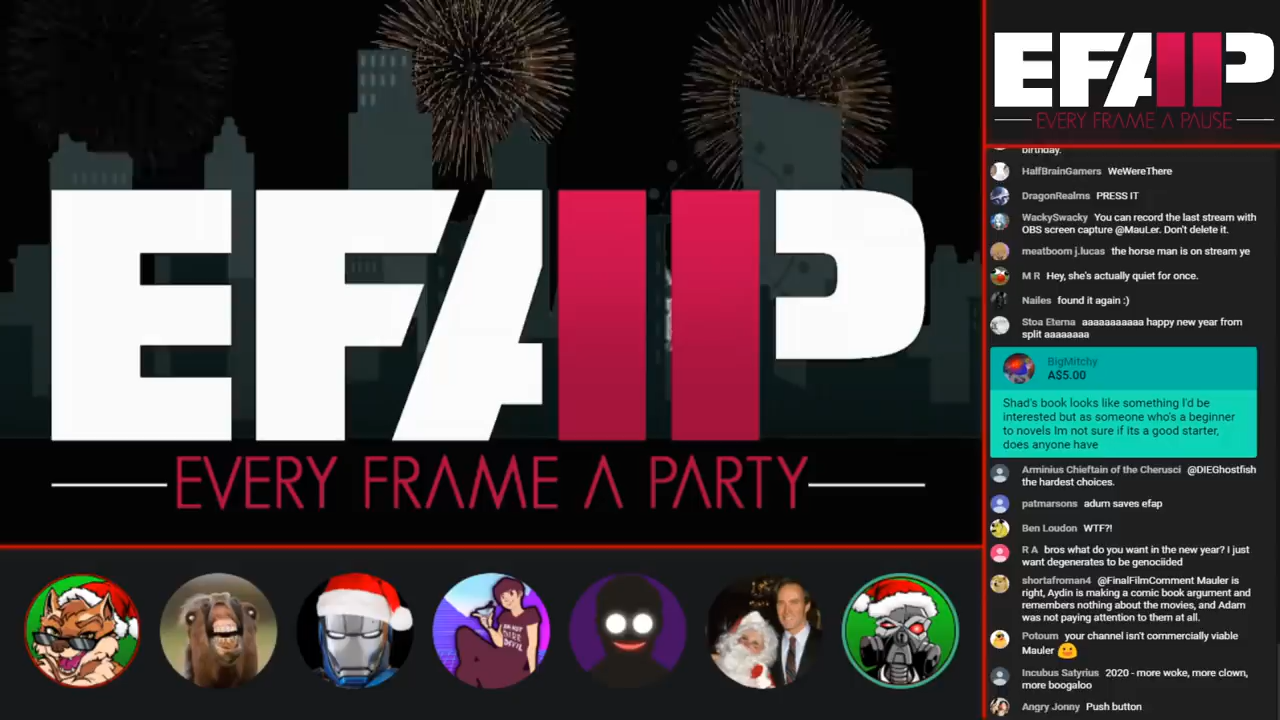 EFAP
EVERY FRAME A PARTY
EFAP
EVERY FRAME A PAUSE
birthday.
HalfBrainGamers WeWereThere
DragonRealms PRESS IT
WackySwacky You can record the last stream with
OBS screen capture @MauLer. Don't delete it.
meatboom j.lucas the horse man is on stream ye
M R Hey, she's actually quiet for once.
Nailes found it again :)
Stoa Eterna aaaaaaaaaaa happy new year from
split aaaaaaaa
BigMitchy
A$5.00
Shad's book looks like something I'd be
interested but as someone who's a beginner
to novels Im not sure if its a good starter,
does anyone have
Arminius Chieftain of the Cherusci @DIEGhostfish
the hardest choices.
patmarsons adum saves efap
Ben Loudon WTF?!
R A bros what do you want in the new year? I just
want degenerates to be genociided
shortafroman4 @FinalFilmComment Mauler is
right, Aydin is making a comic book argument and
remembers nothing about the movies, and Adam
was not paying attention to them at all.
Potoum your channel isn't commercially viable
Mauler
Incubus Satyrius 2020 - more woke, more clown,
more boogaloo
Angry Jonny Push button